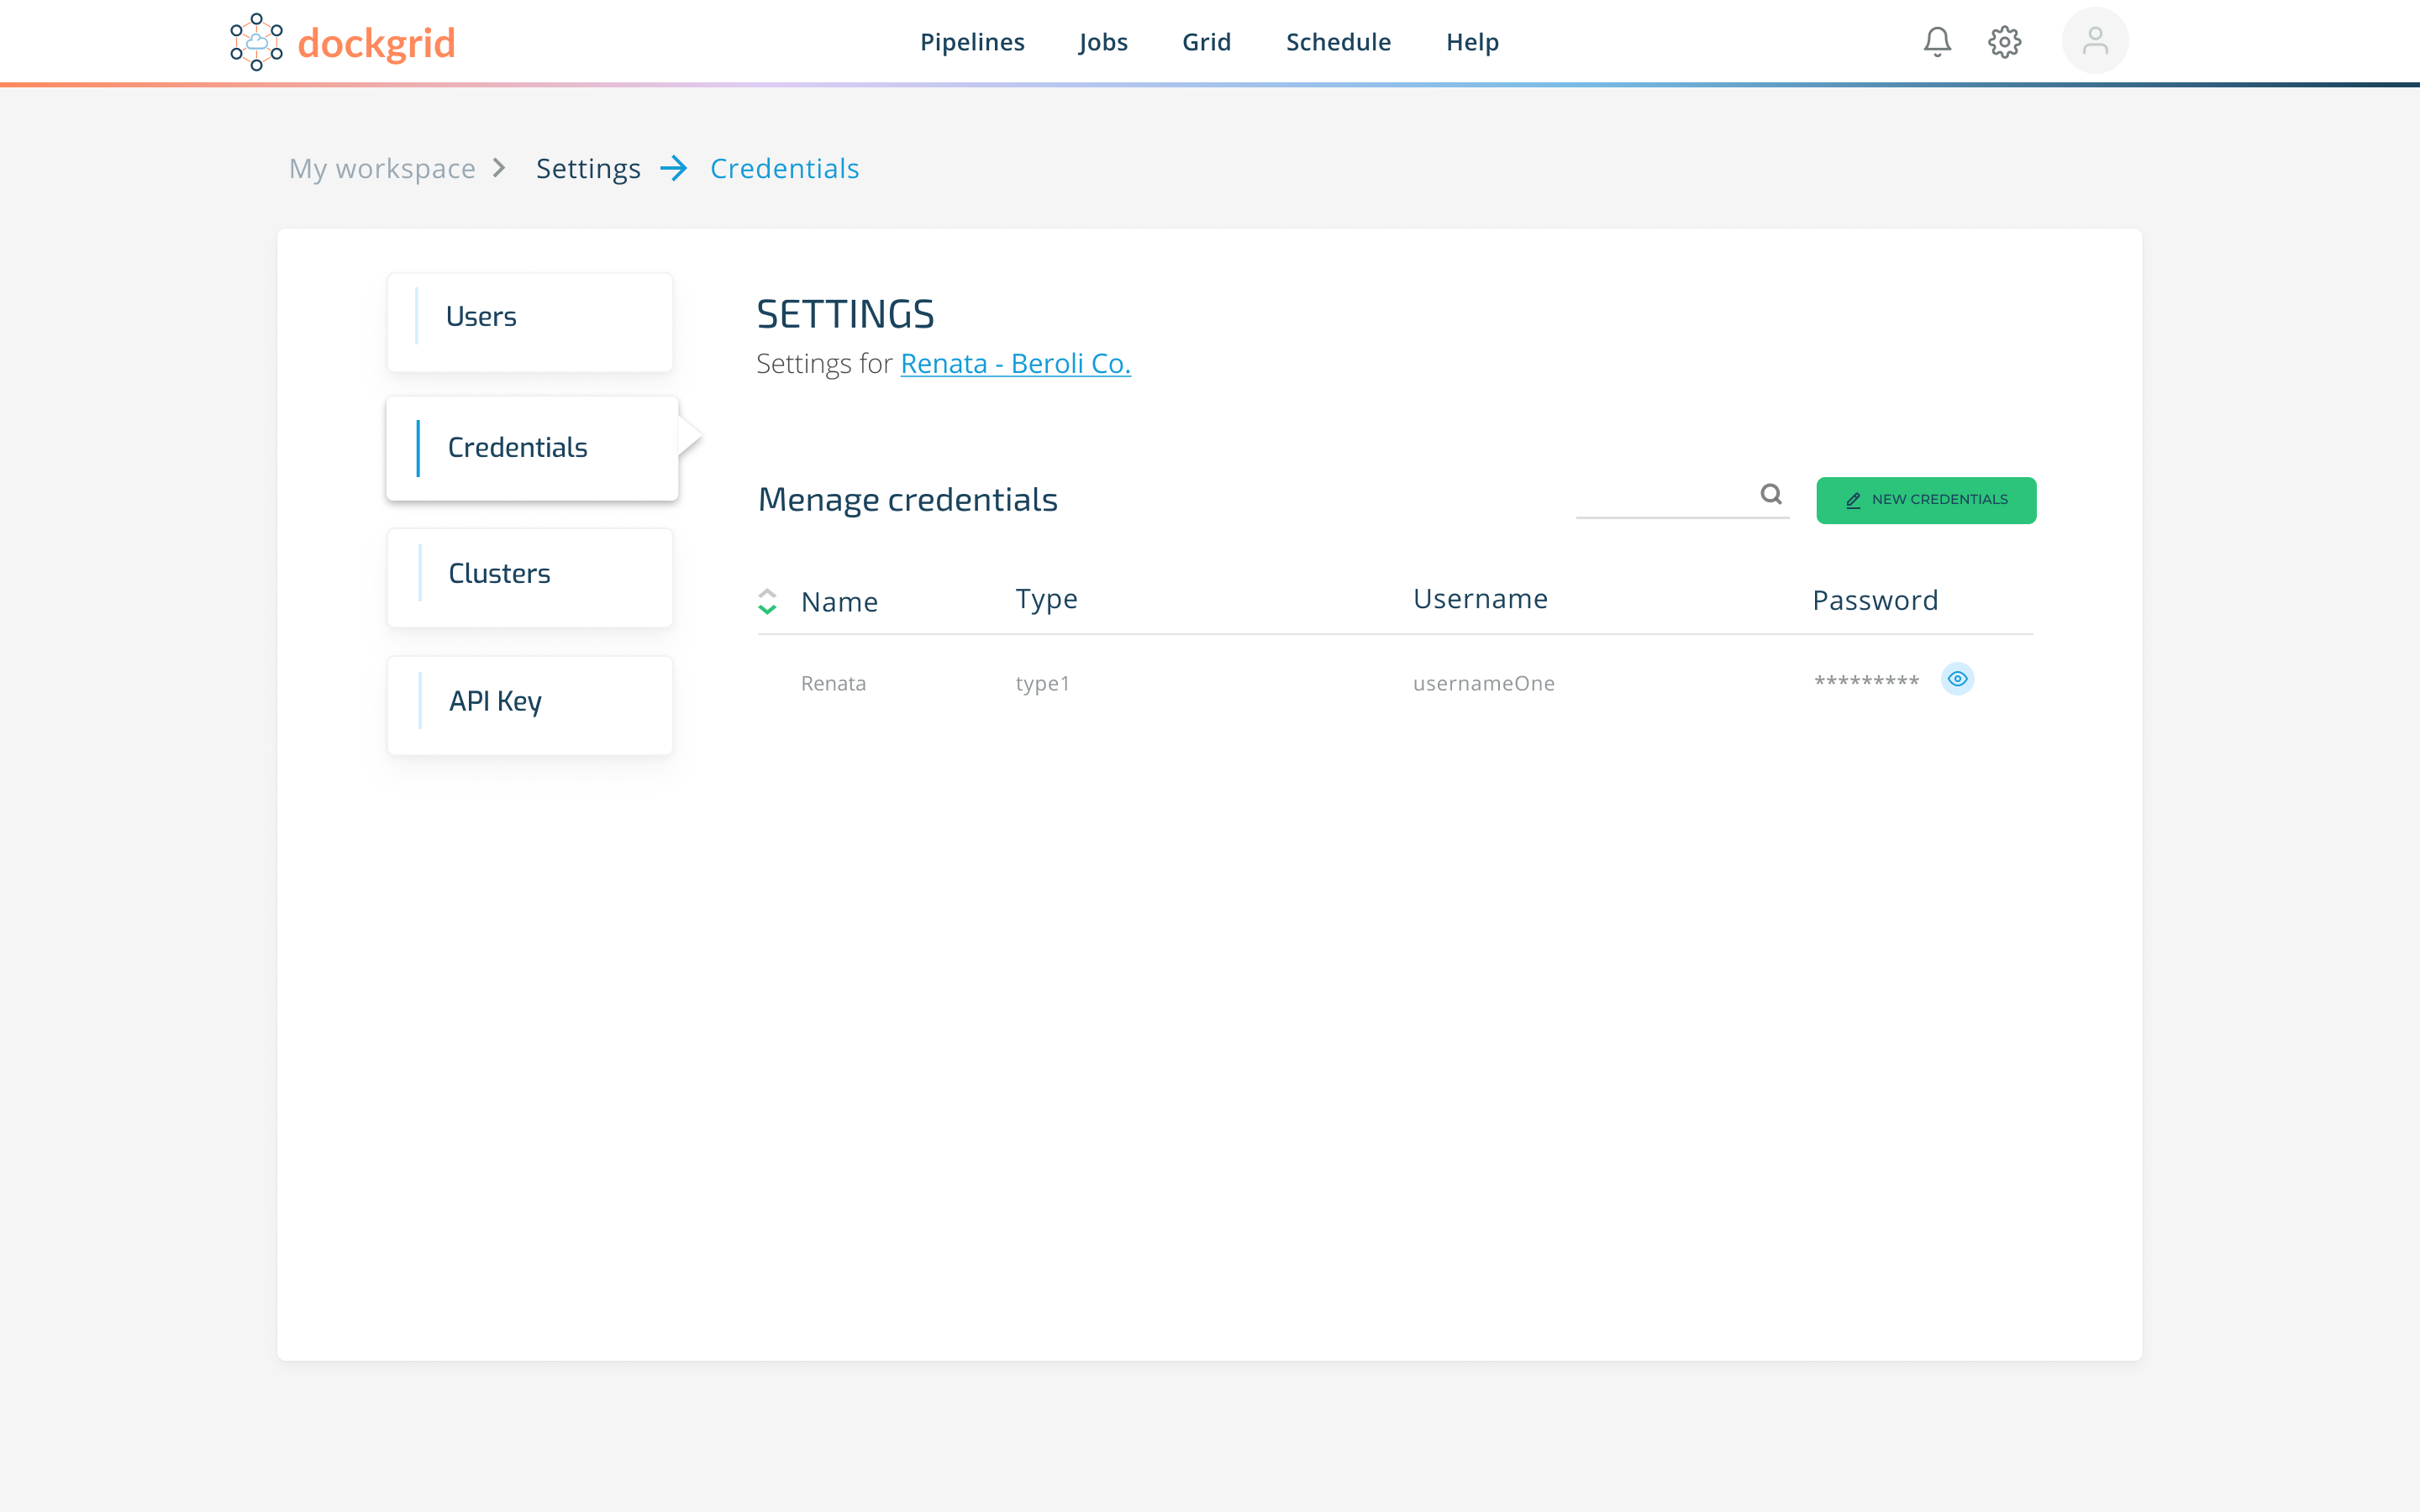 dockgrid
Pipelines Jobs Grid Schedule Help
My workspace Settings Credentials
Users
Credentials
Clusters
API Key
SETTINGS
Settings for Renata - Beroli Co.
Menage credentials
NEW CREDENTIALS
Name Type Username Password
Renata type1 usernameOne *********